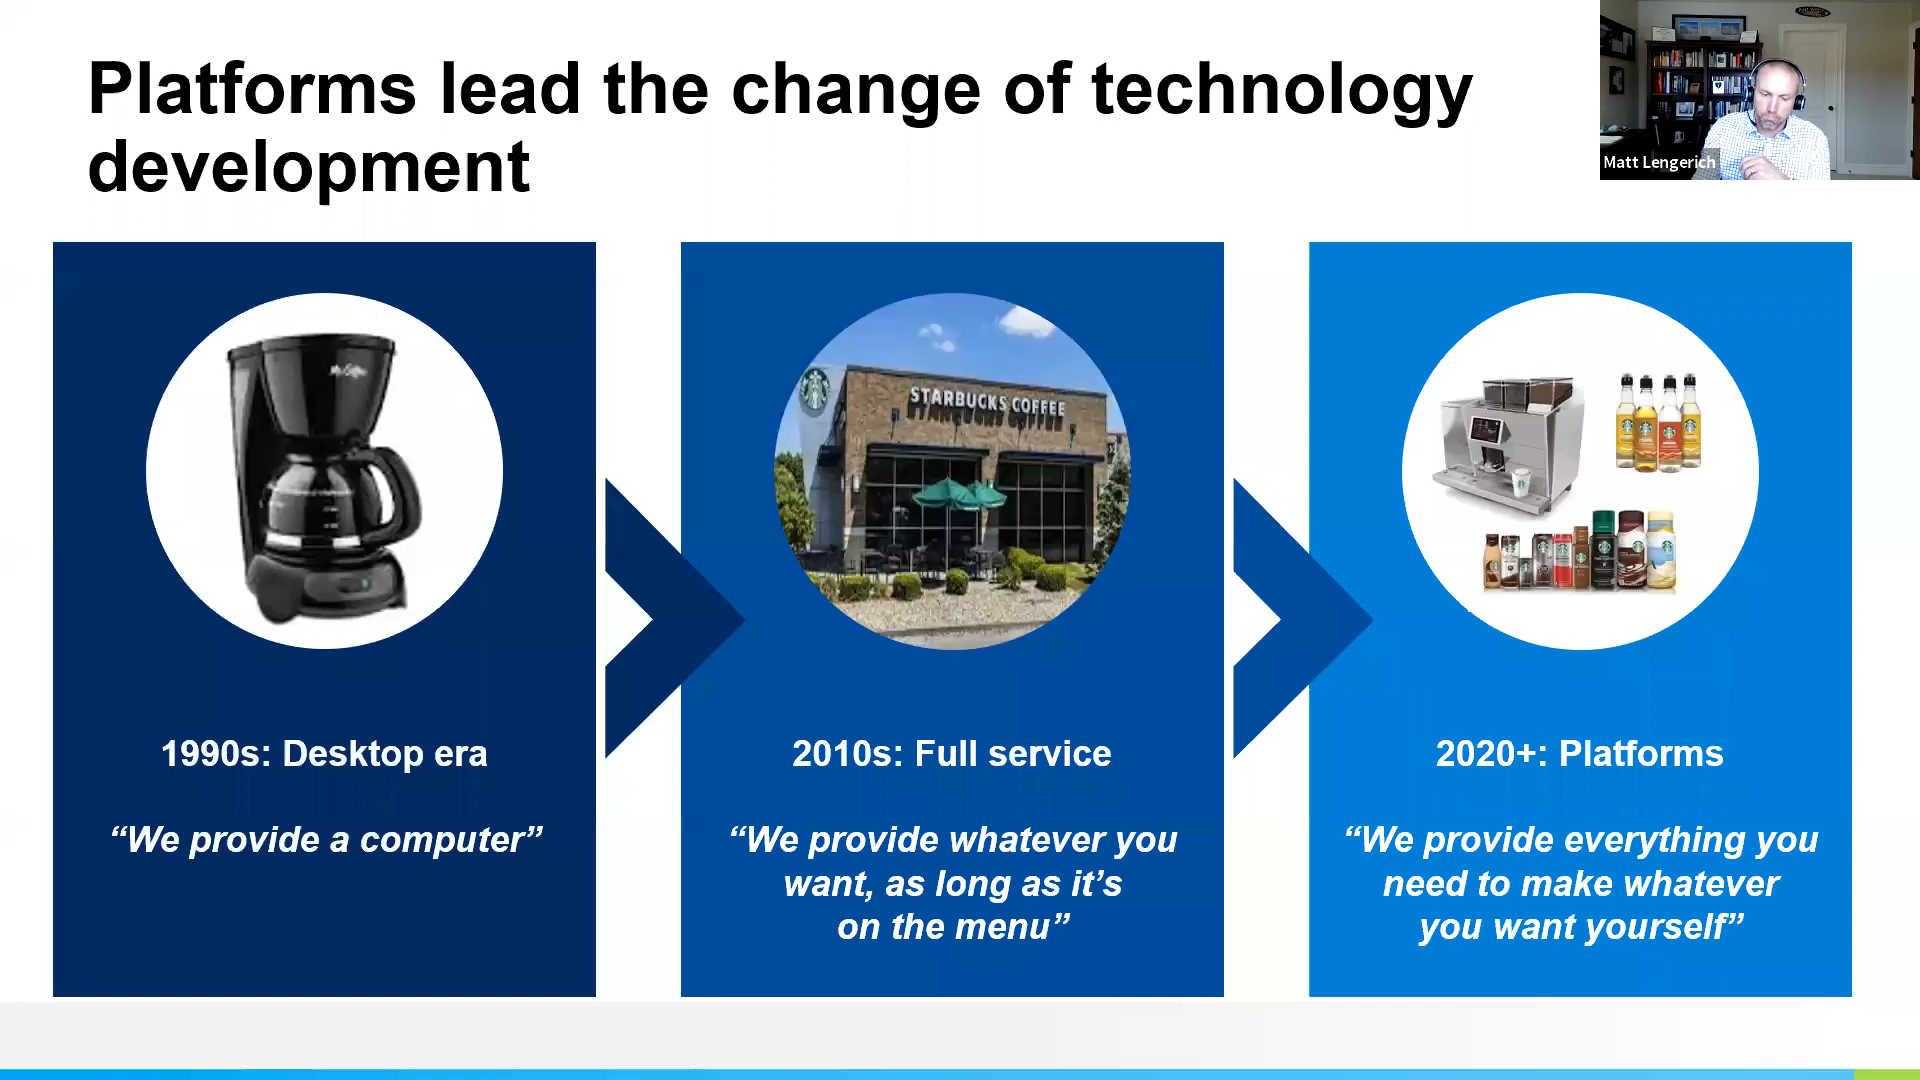 Platforms lead the change of technology
development
Matt Lengerich
STARBUCKS COFFEE
1990s: Desktop era
“We provide a computer”
2010s: Full service
“We provide whatever you
want, as long as it’s
on the menu”
2020+: Platforms
“We provide everything you
need to make whatever
you want yourself”